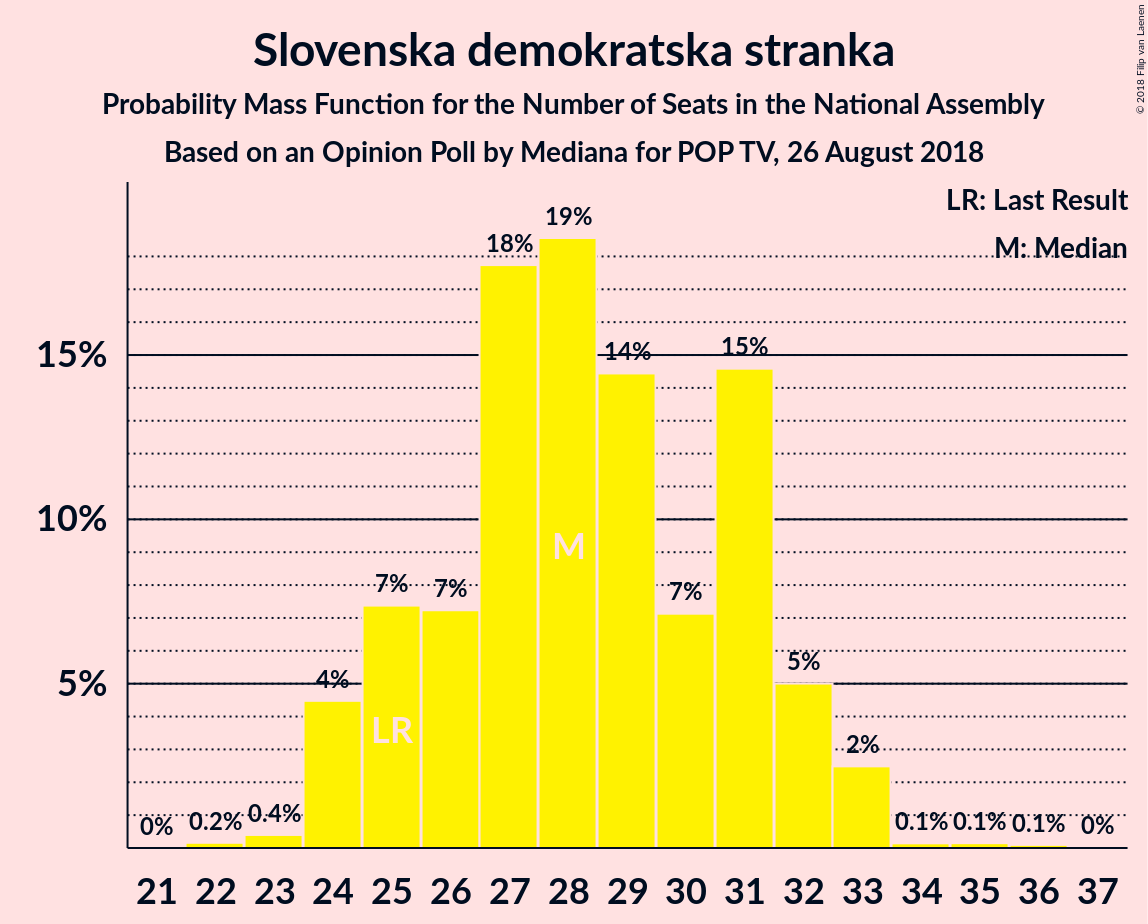 Slovenska demokratska stranka
Probability Mass Function for the Number of Seats in the National Assembly
Based on an Opinion Poll by Mediana for POP TV, 26 August 2018
© 2018 Filip van Laenen
LR: Last Result
M: Median
15%
10%
5%
0%
0.2%
0.4%
4%
7%
7%
18%
19%
14%
7%
15%
5%
2%
0.1%
0.1%
0.1%
0%
LR
M
21 22 23 24 25 26 27 28 29 30 31 32 33 34 35 36 37